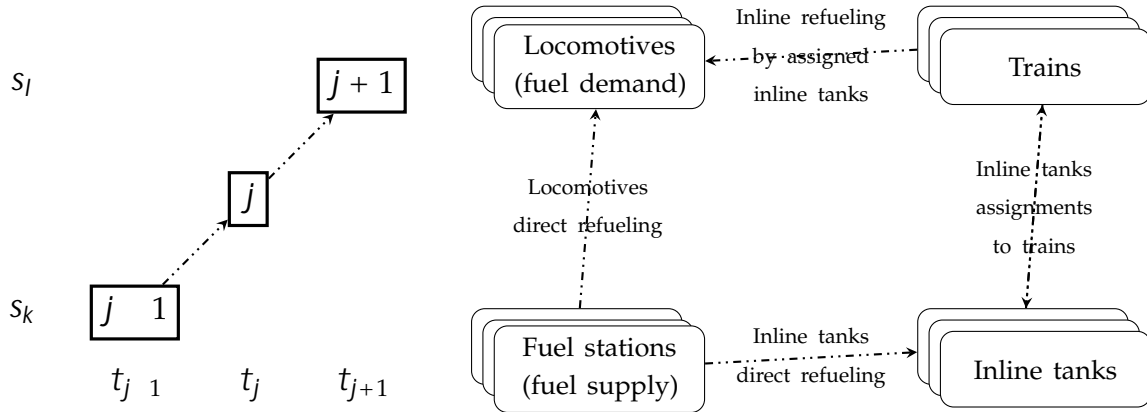 s_l
j + 1
j
s_k
j 1
t_j 1
t_j
t_{j+1}
Locomotives
(fuel demand)
Inline refueling
by assigned
inline tanks
Trains
Locomotives
direct refueling
Inline tanks
assignments
to trains
Fuel stations
(fuel supply)
Inline tanks
direct refueling
Inline tanks